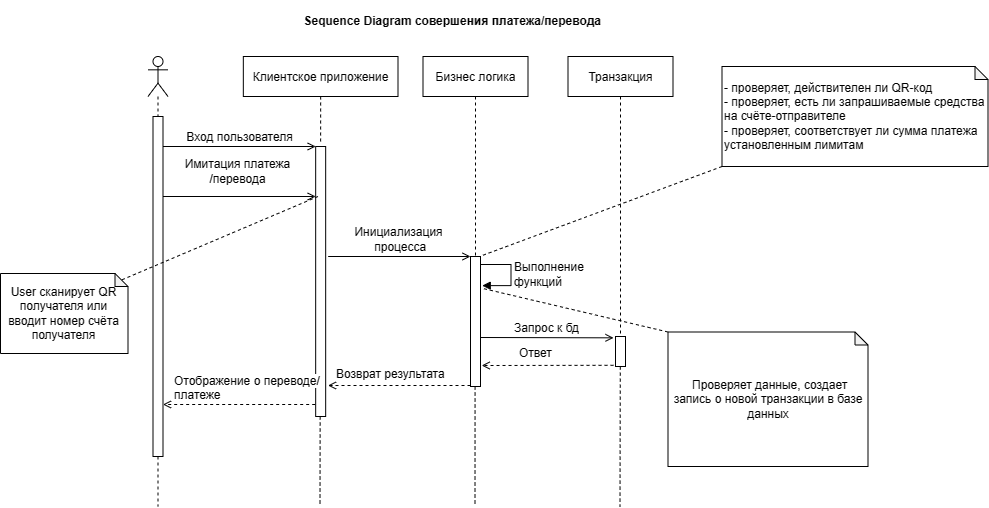 Sequence Diagram совершения платежа/перевода
Клиентское приложение
Бизнес логика
Транзакция
- проверяет, действителен ли QR-код
- проверяет, есть ли запрашиваемые средства
на счёте-отправителе
- проверяет, соответствует ли сумма платежа
установленным лимитам
Вход пользователя
Имитация платежа
/перевода
Инициализация
процесса
Выполнение
функций
User сканирует QR
получателя или
вводит номер счёта
получателя
Запрос к бд
Ответ
Возврат результата
Отображение о переводе/
платеже
Проверяет данные, создает
запись о новой транзакции в базе
данных